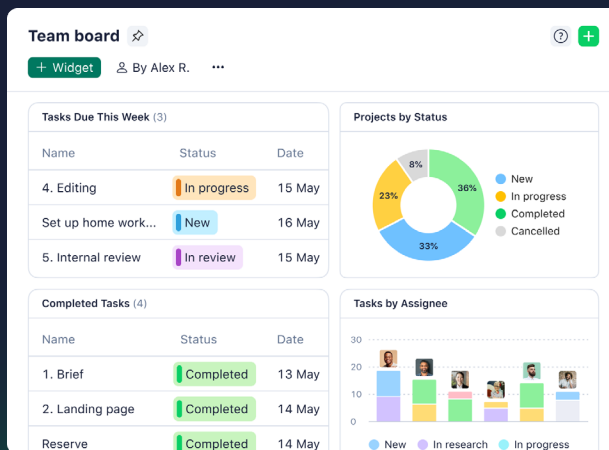 Team board
?
+ Widget
By Alex R.
Tasks Due This Week (3)
Name Status Date
4. Editing In progress 15 May
Set up home work... New 16 May
5. Internal review In review 15 May
Projects by Status
8%
36%
23%
33%
New
In progress
Completed
Cancelled
Completed Tasks (4)
Name Status Date
1. Brief Completed 13 May
2. Landing page Completed 14 May
Reserve Completed 14 May
Tasks by Assignee
30
20
10
0
New In research In progress